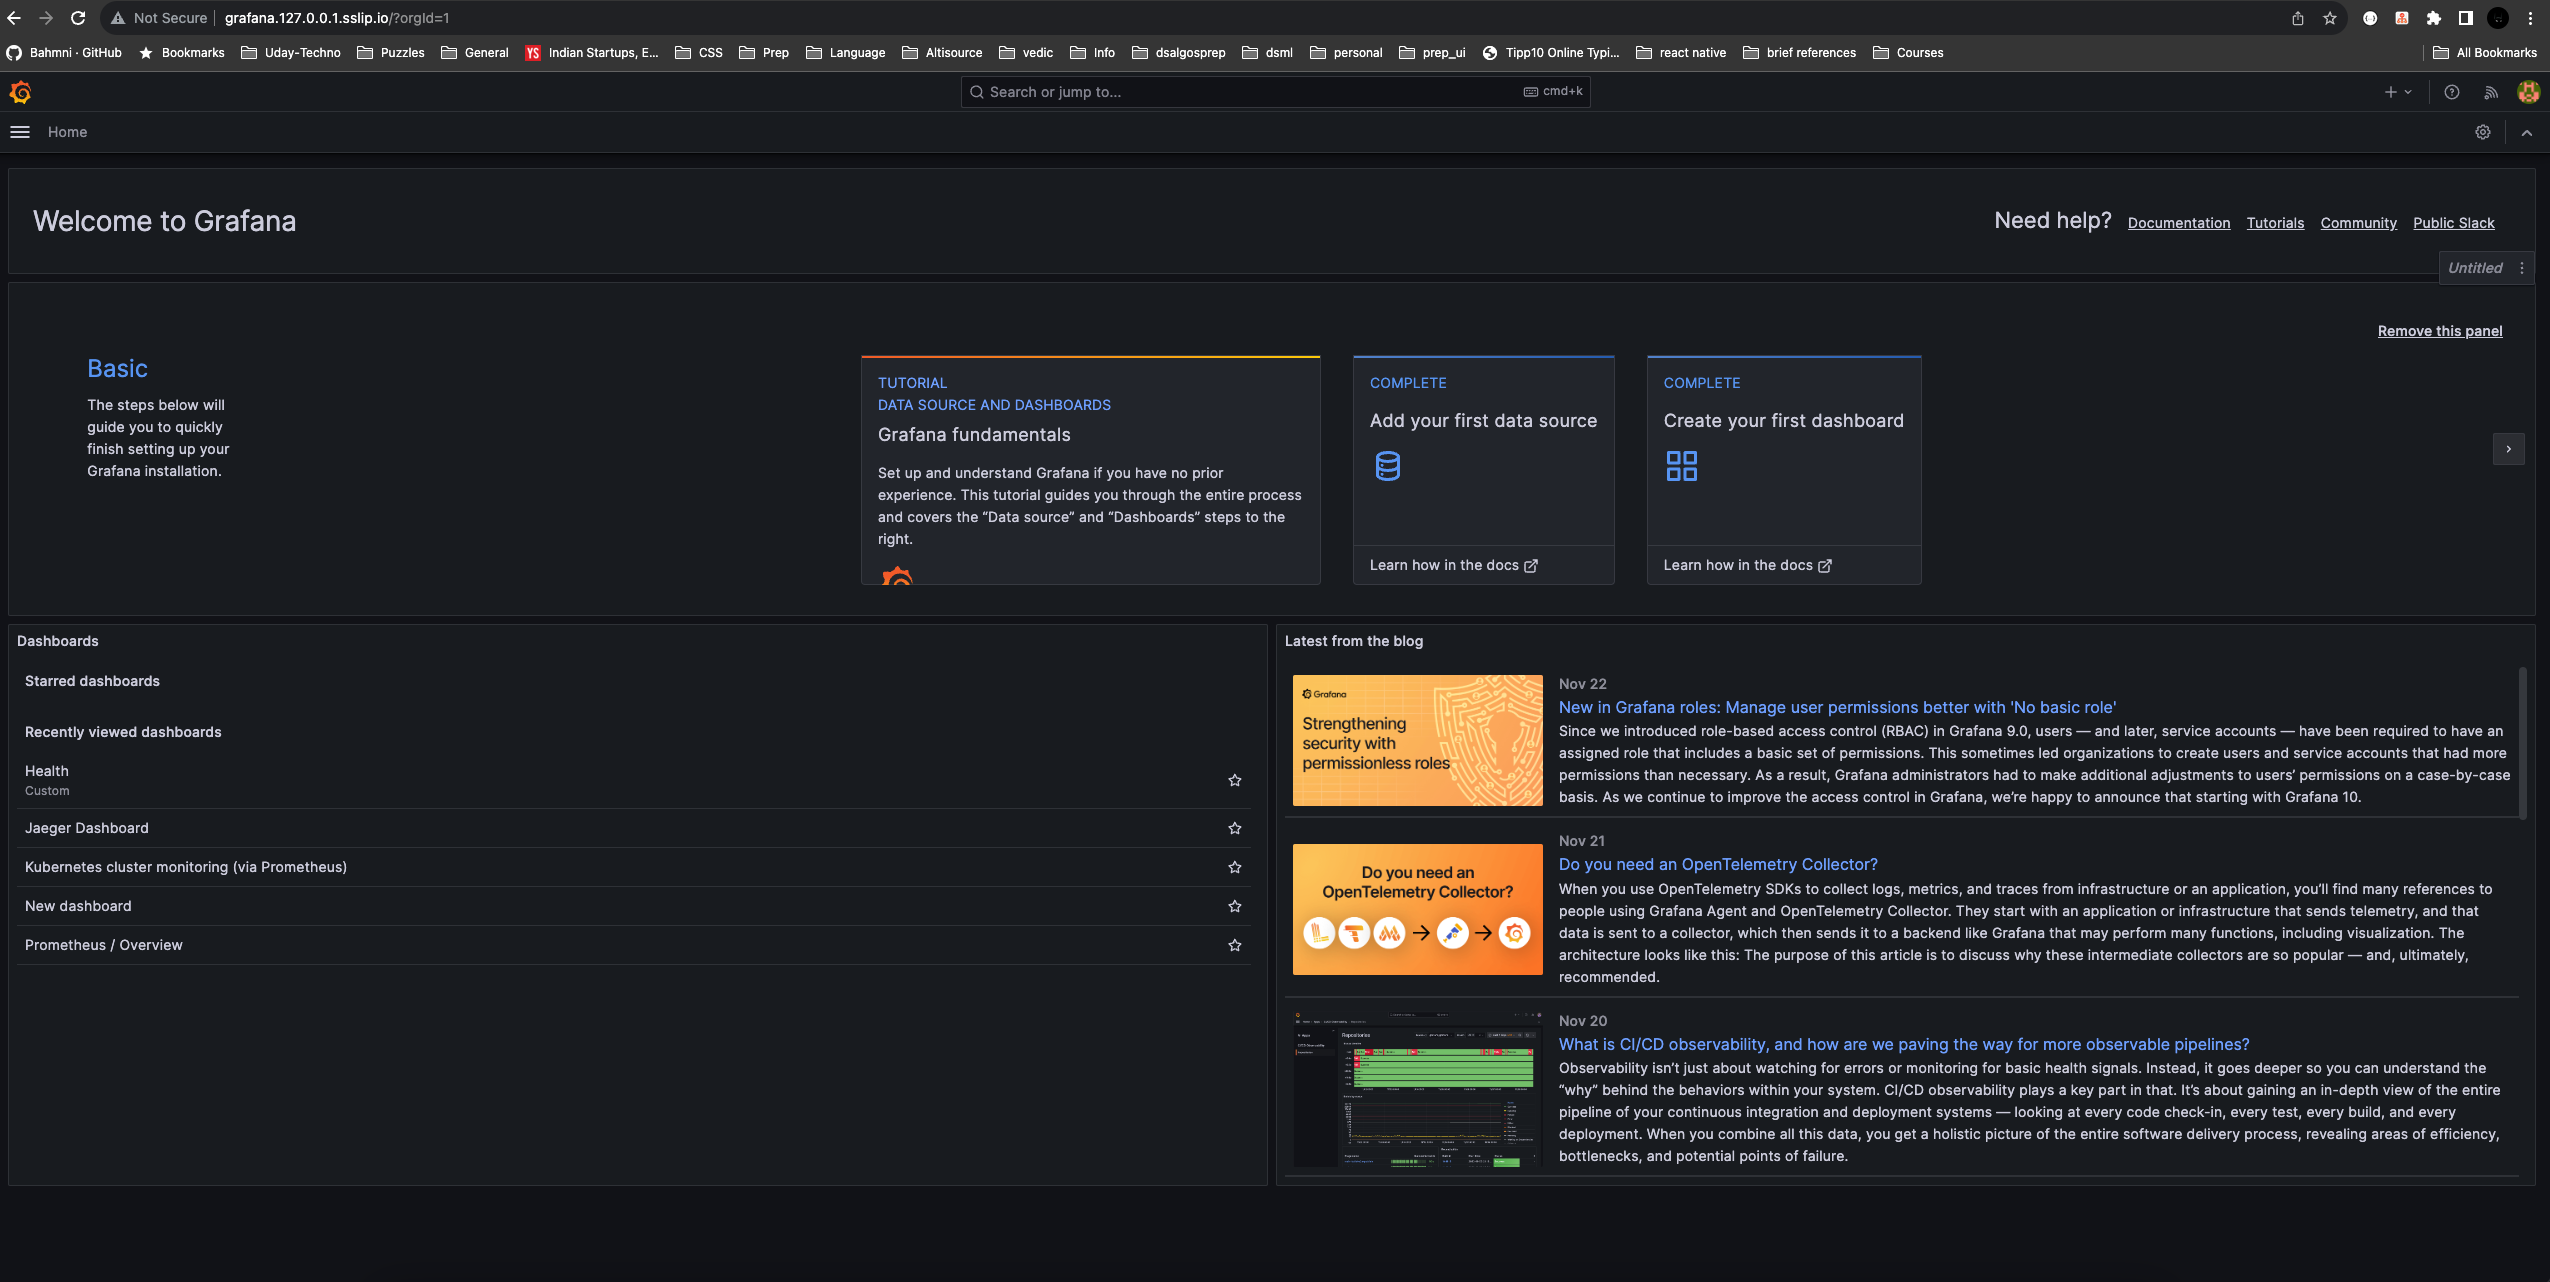 Not Secure
grafana.127.0.0.1.sslip.io/?orgId=1
Bahmni · GitHub
Bookmarks
Uday-Techno
Puzzles
General
YS
Indian Startups, E...
CSS
Prep
Language
Altisource
vedic
Info
dsalgosprep
dsml
personal
prep_ui
Tipp10 Online Typi...
react native
brief references
Courses
All Bookmarks
Search or jump to...
cmd+k
Home
Welcome to Grafana
Need help?
Documentation
Tutorials
Community
Public Slack
Untitled
Remove this panel
Basic
The steps below will
guide you to quickly
finish setting up your
Grafana installation.
TUTORIAL
DATA SOURCE AND DASHBOARDS
Grafana fundamentals
Set up and understand Grafana if you have no prior
experience. This tutorial guides you through the entire process
and covers the “Data source” and “Dashboards” steps to the
right.
COMPLETE
Add your first data source
Learn how in the docs
COMPLETE
Create your first dashboard
Learn how in the docs
Dashboards
Starred dashboards
Recently viewed dashboards
Health
Custom
Jaeger Dashboard
Kubernetes cluster monitoring (via Prometheus)
New dashboard
Prometheus / Overview
Latest from the blog
Grafana
Strengthening
security with
permissionless roles
Nov 22
New in Grafana roles: Manage user permissions better with 'No basic role'
Since we introduced role-based access control (RBAC) in Grafana 9.0, users — and later, service accounts — have been required to have an
assigned role that includes a basic set of permissions. This sometimes led organizations to create users and service accounts that had more
permissions than necessary. As a result, Grafana administrators had to make additional adjustments to users’ permissions on a case-by-case
basis. As we continue to improve the access control in Grafana, we’re happy to announce that starting with Grafana 10.
Do you need an
OpenTelemetry Collector?
Nov 21
Do you need an OpenTelemetry Collector?
When you use OpenTelemetry SDKs to collect logs, metrics, and traces from infrastructure or an application, you’ll find many references to
people using Grafana Agent and OpenTelemetry Collector. They start with an application or infrastructure that sends telemetry, and that
data is sent to a collector, which then sends it to a backend like Grafana that may perform many functions, including visualization. The
architecture looks like this: The purpose of this article is to discuss why these intermediate collectors are so popular — and, ultimately,
recommended.
Repositories
Nov 20
What is CI/CD observability, and how are we paving the way for more observable pipelines?
Observability isn’t just about watching for errors or monitoring for basic health signals. Instead, it goes deeper so you can understand the
“why” behind the behaviors within your system. CI/CD observability plays a key part in that. It’s about gaining an in-depth view of the entire
pipeline of your continuous integration and deployment systems — looking at every code check-in, every test, every build, and every
deployment. When you combine all this data, you get a holistic picture of the entire software delivery process, revealing areas of efficiency,
bottlenecks, and potential points of failure.